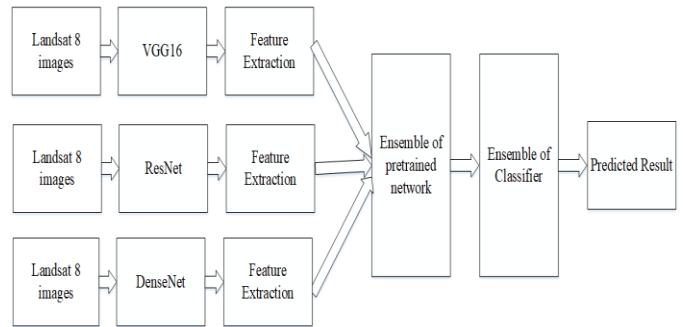 Landsat 8
images
VGG16
Feature
Extraction
Landsat 8
images
ResNet
Feature
Extraction
Landsat 8
images
DenseNet
Feature
Extraction
Ensemble of
pretrained
network
Ensemble of
Classifier
Predicted Result